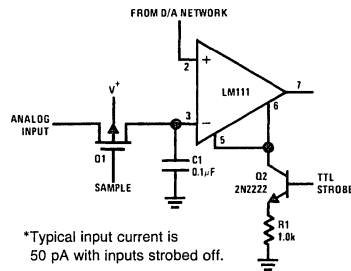 FROM D/A NETWORK
2
+
LM111
7
V+
6
ANALOG
INPUT
3
−
5
Q1
C1
0.1μF
Q2
2N2222
TTL
STROBE
SAMPLE
R1
1.0k
*Typical input current is
50 pA with inputs strobed off.